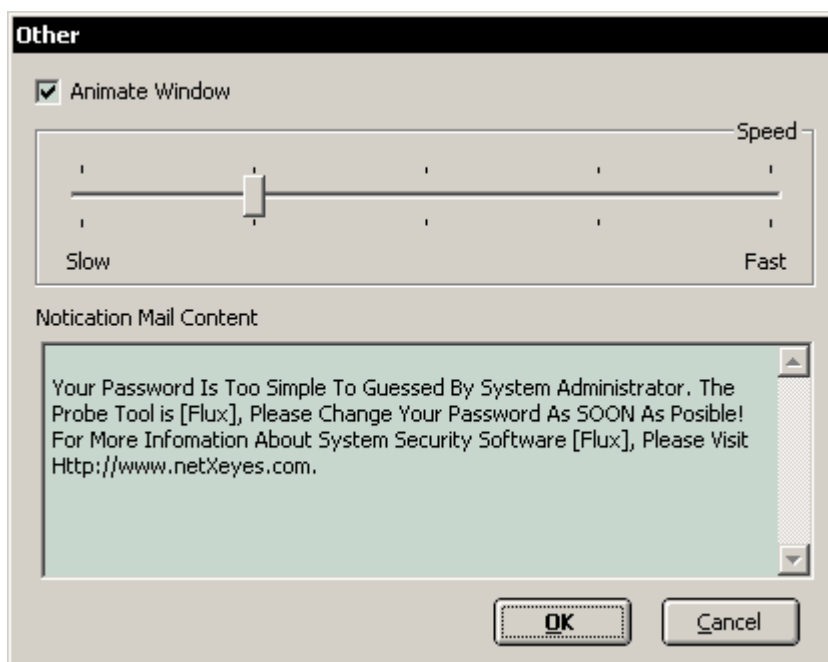 Other
Animate Window
Speed
Slow
Fast
Notication Mail Content
Your Password Is Too Simple To Guessed By System Administrator. The
Probe Tool is [Flux], Please Change Your Password As SOON As Posible!
For More Infomation About System Security Software [Flux], Please Visit
Http://www.netXeyes.com.
OK
Cancel